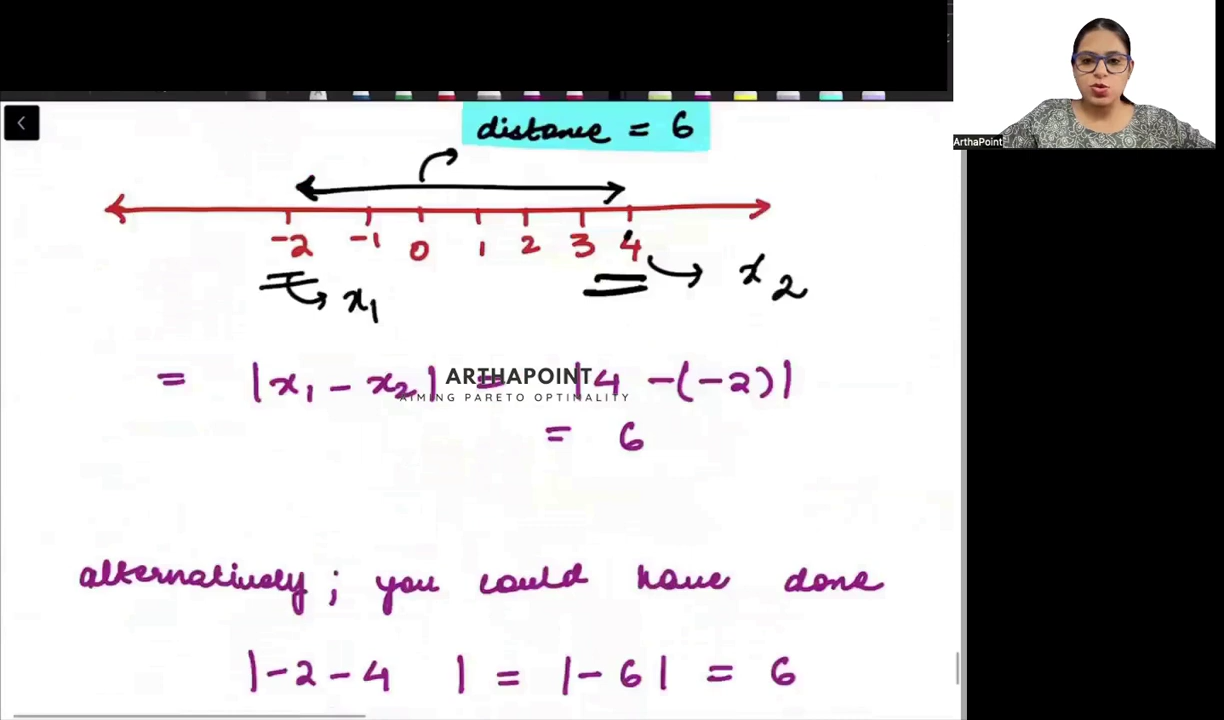 distance = 6
-2 -1 0 1 2 3 4
x₁
x₂
= |x₁ - x₂| = |4 -(-2)|
= 6
alternatively; you could have done
|-2-4 | = |-6| = 6
ARTHAPOINT
AIMING PARETO OPTIMALITY
ArthaPoint